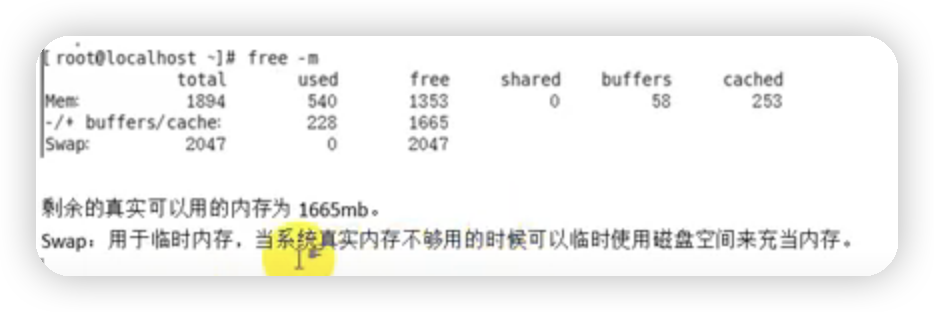 [root@localhost ~]# free -m
total used free shared buffers cached
Mem: 1894 540 1353 0 58 253
-/+ buffers/cache: 228 1665
Swap: 2047 0 2047
剩余的真实可以用的内存为 1665mb。
Swap：用于临时内存，当系统真实内存不够用的时候可以临时使用磁盘空间来充当内存。